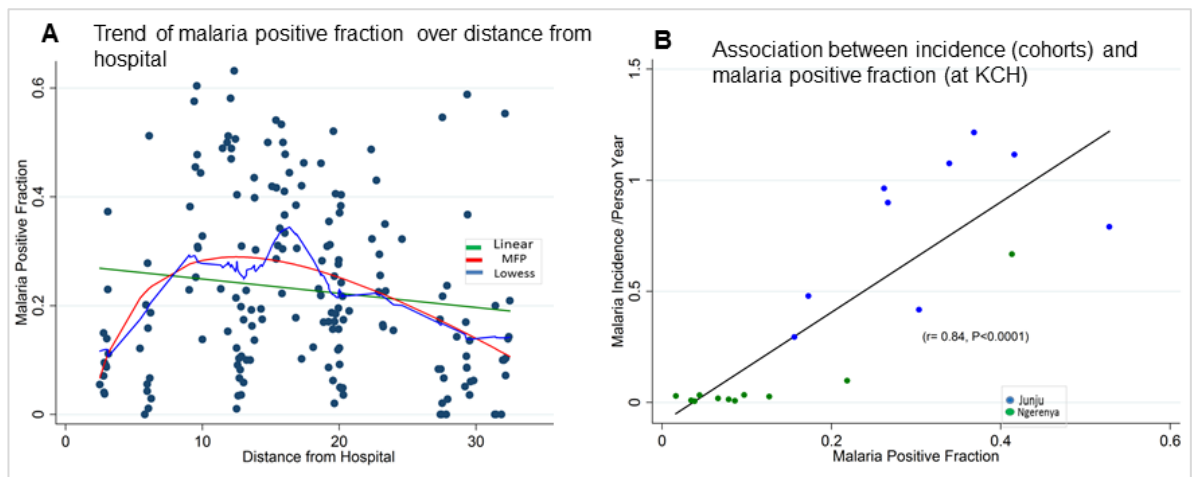 A
Trend of malaria positive fraction over distance from
hospital
0.6
0.4
0.2
0
Malaria Positive Fraction
Linear
MFP
Lowess
0
10
20
30
Distance from Hospital
B
Association between incidence (cohorts) and
malaria positive fraction (at KCH)
1.5
1
0.5
0
Malaria Incidence /Person Year
(r= 0.84, P<0.0001)
Junju
Ngerenya
0
0.2
0.4
0.6
Malaria Positive Fraction